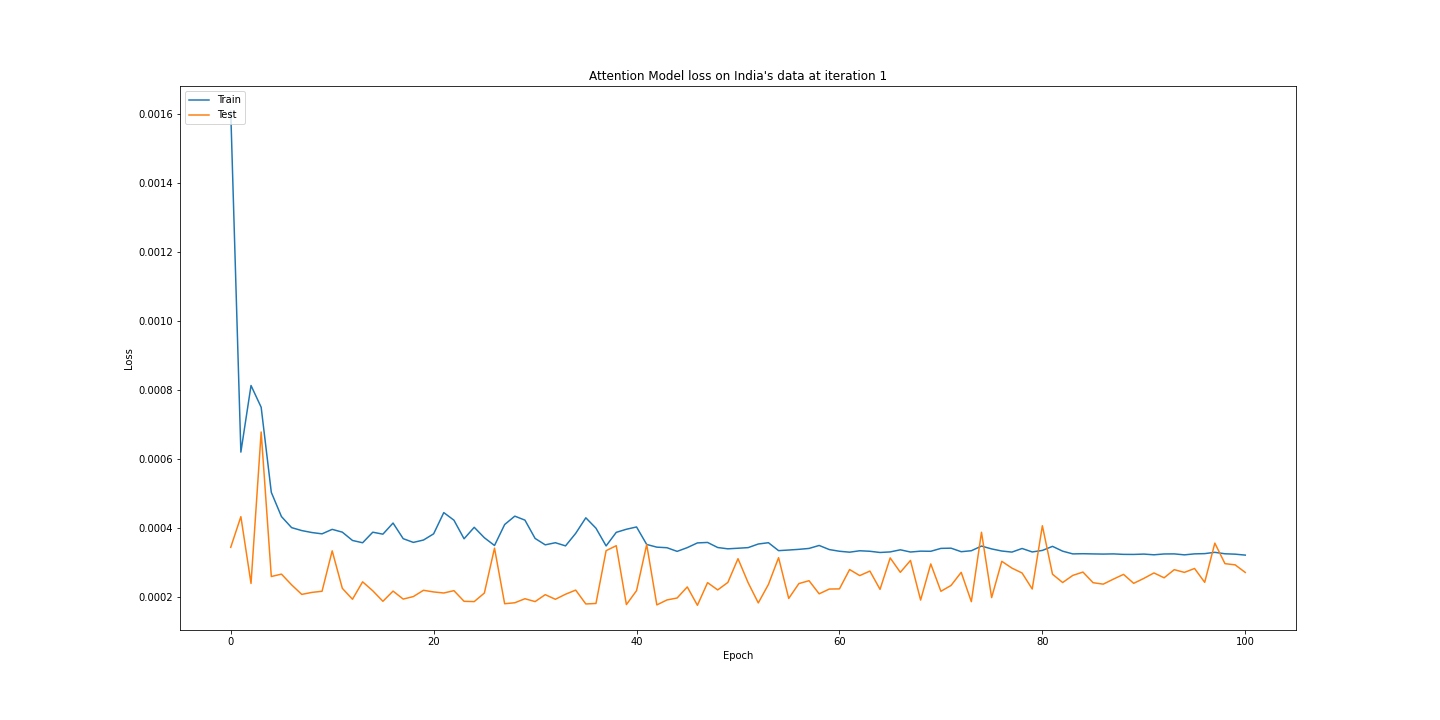 Attention Model loss on India's data at iteration 1
Train
Test
0.0016
0.0014
0.0012
0.0010
0.0008
0.0006
0.0004
0.0002
Loss
0 20 40 60 80 100
Epoch